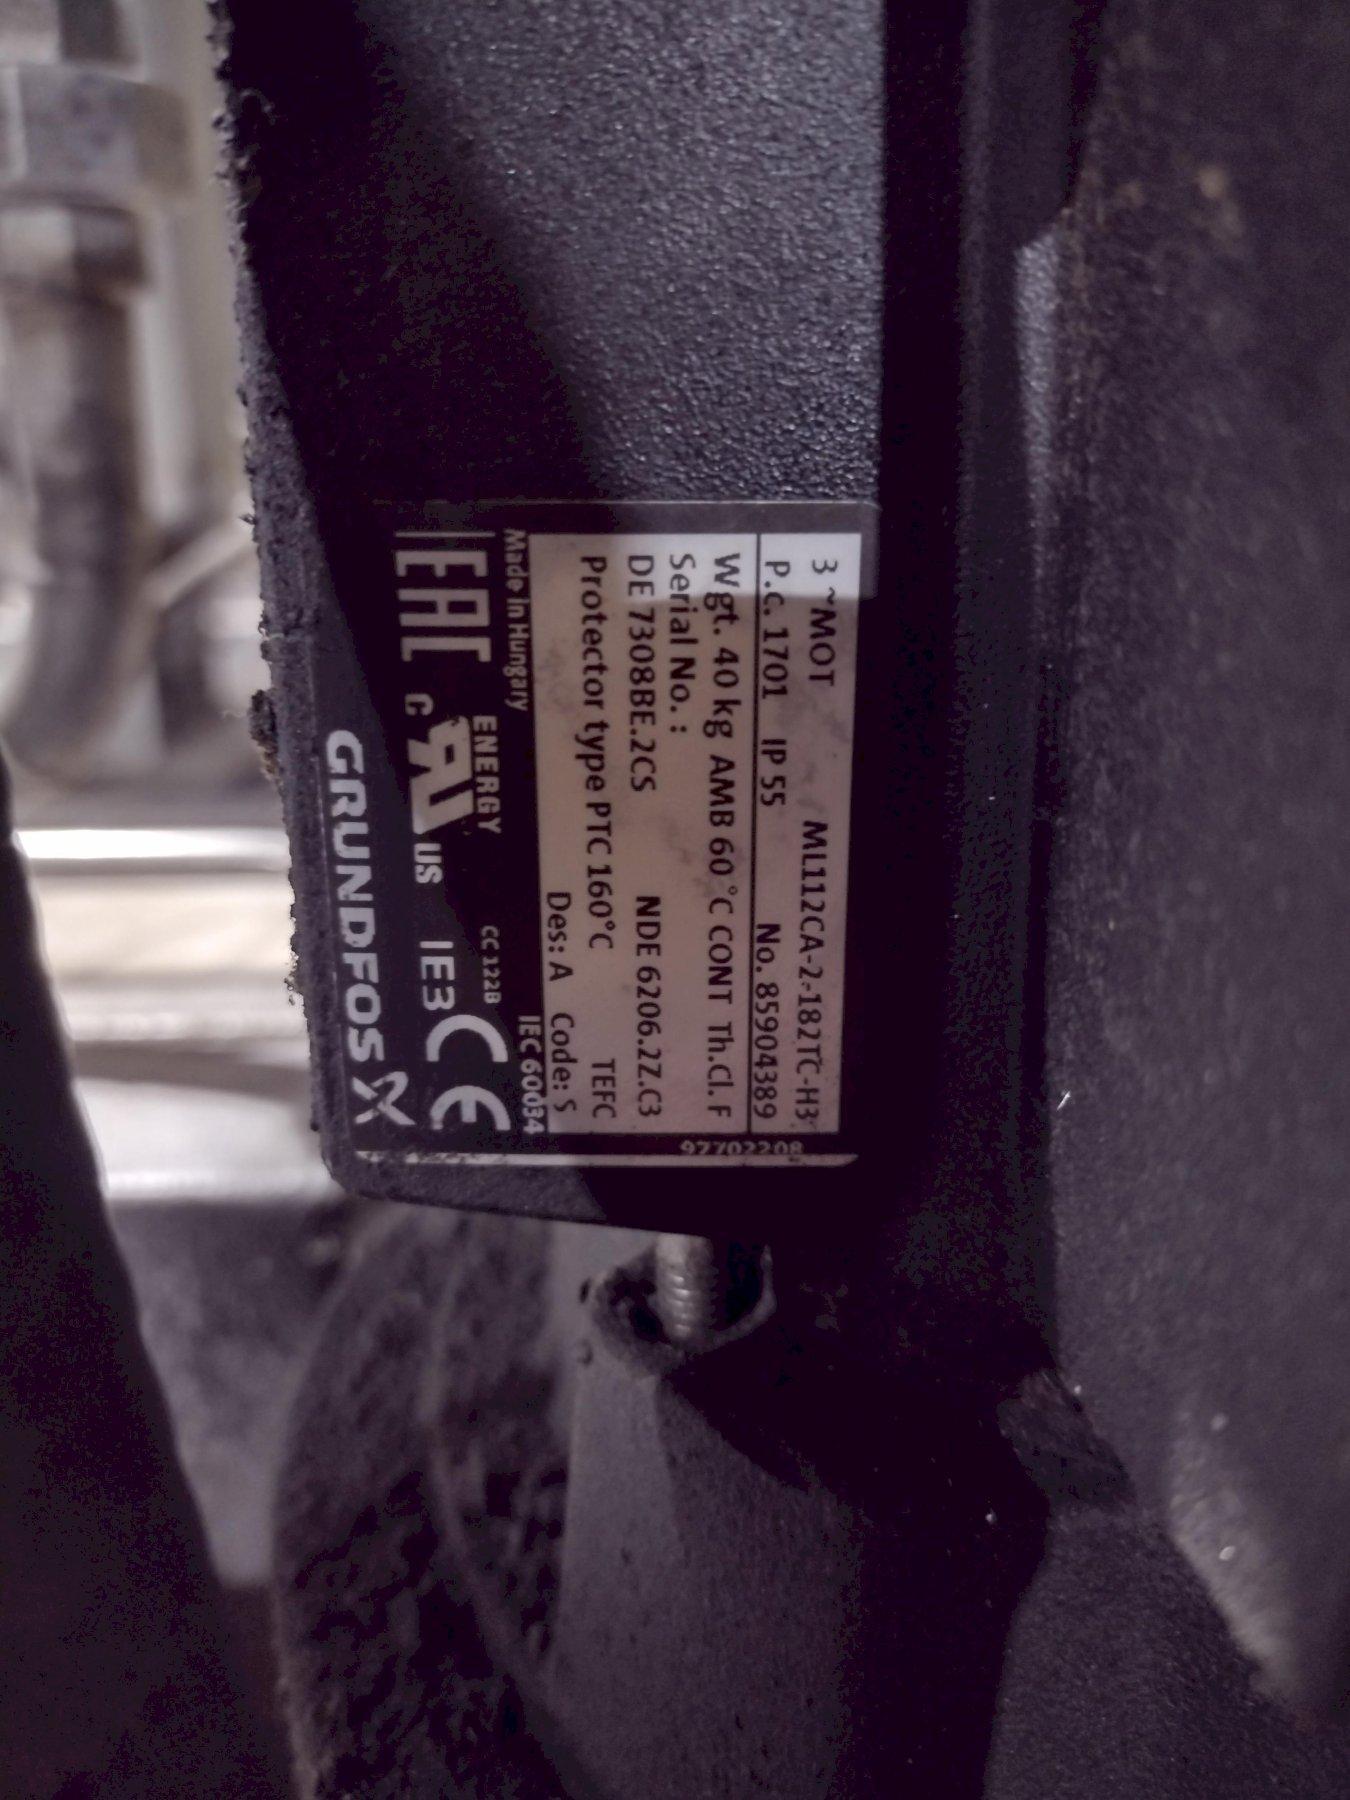 3 ~MOT ML112CA-2-182TC-H3
P.c. 1701 IP 55 No. 85904389
Wgt. 40 kg AMB 60 °C CONT Th.Cl. F
Serial No. :
DE 7308BE.2CS NDE 6206.2Z.C3
Protector type PTC 160°C TEFC
Des: A Code: S
Made in Hungary IEC 60034
EAC ENERGY CC 122B
c RU US IE3 CE
GRUNDFOS X
97702208